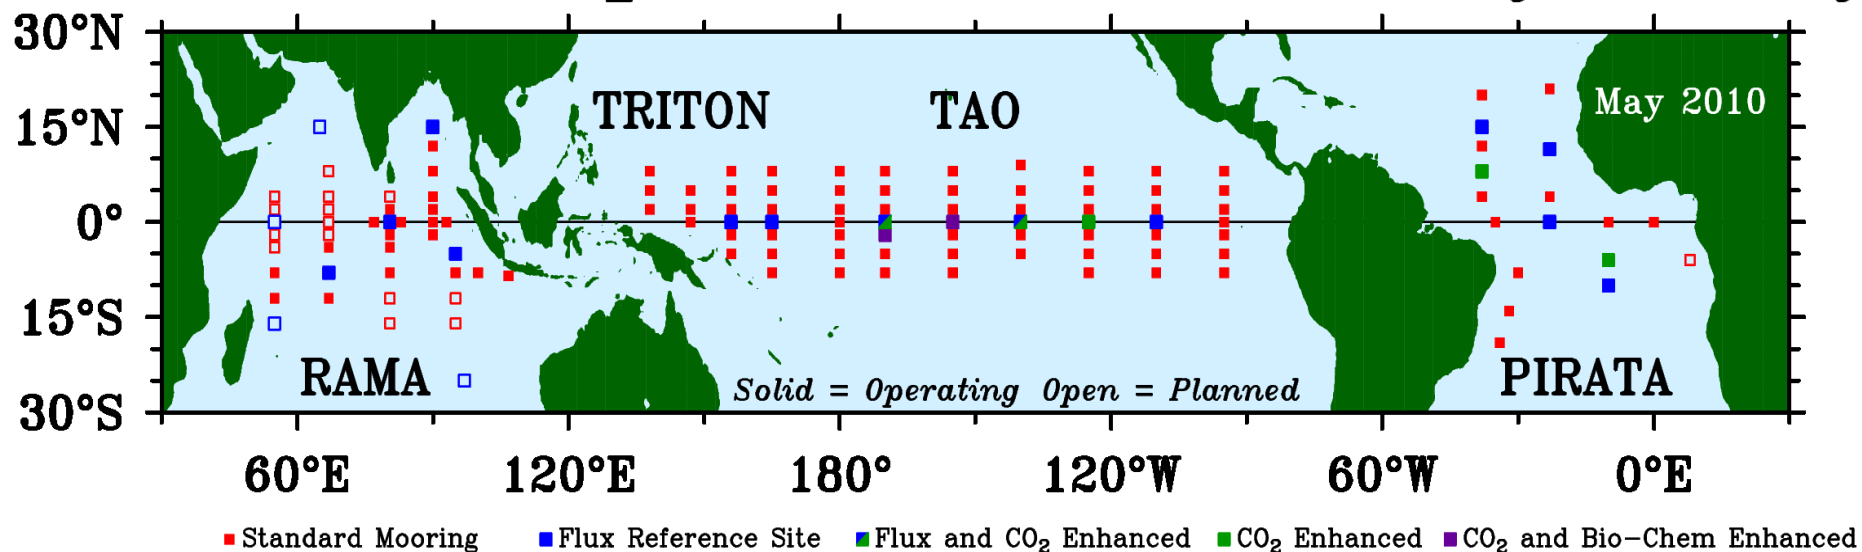 30°N
15°N
0°
15°S
30°S
TRITON
TAO
May 2010
RAMA
Solid = Operating Open = Planned
PIRATA
60°E 120°E 180° 120°W 60°W 0°E
Standard Mooring Flux Reference Site Flux and CO₂ Enhanced CO₂ Enhanced CO₂ and Bio-Chem Enhanced